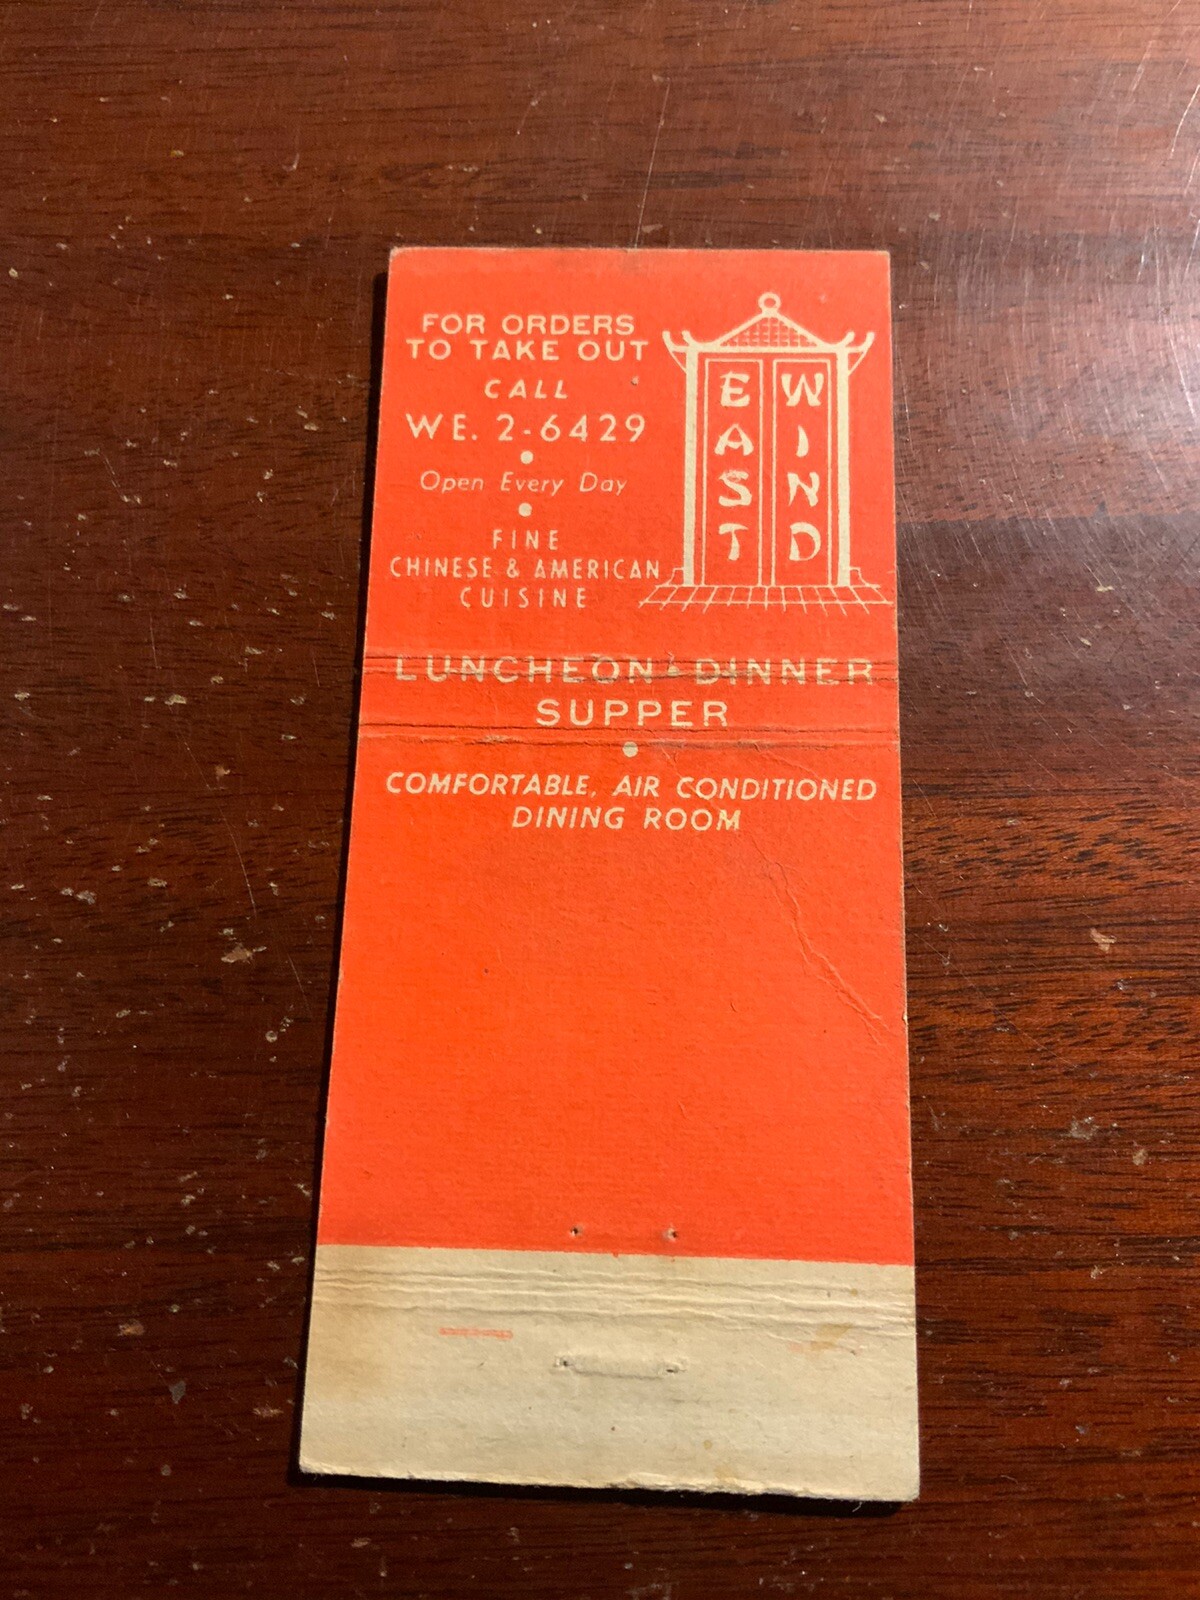 FOR ORDERS
TO TAKE OUT
CALL
WE. 2-6429
Open Every Day
FINE
CHINESE & AMERICAN
CUISINE
EAST
WIND
LUNCHEON • DINNER
SUPPER
COMFORTABLE, AIR CONDITIONED
DINING ROOM